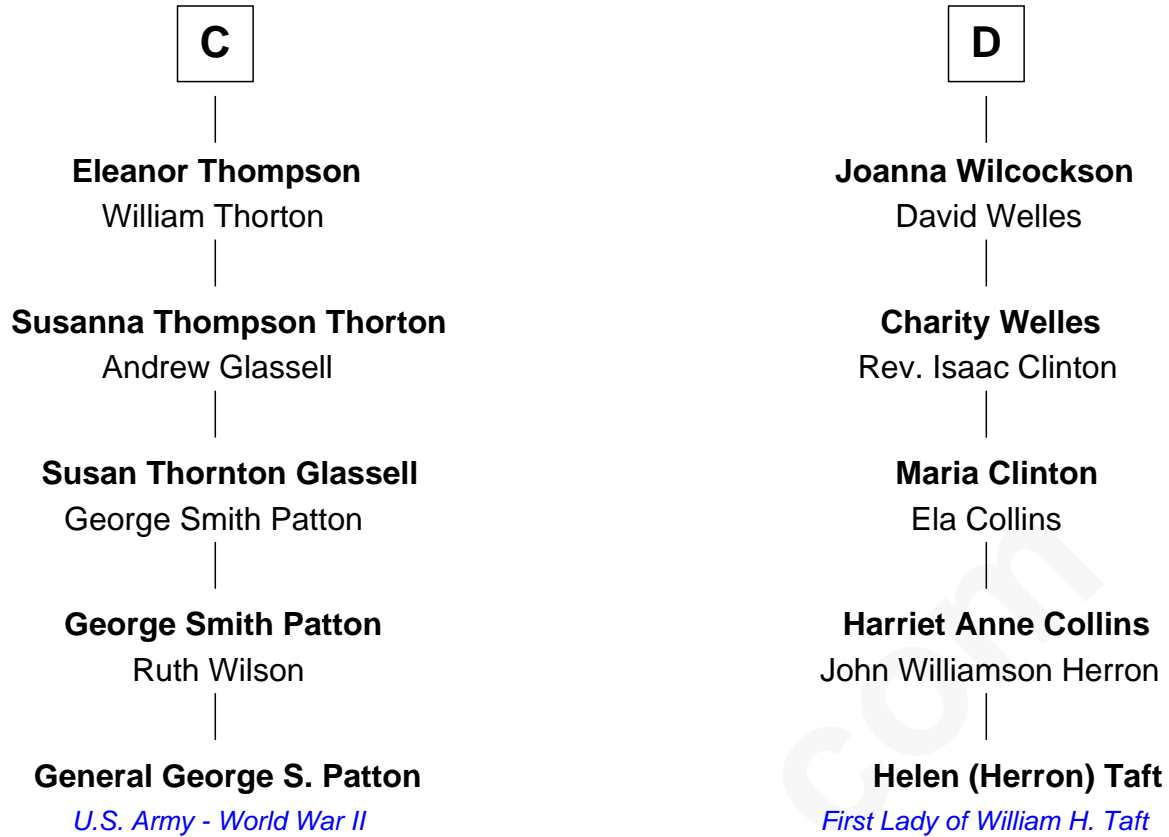 C
Eleanor Thompson
William Thorton
Susanna Thompson Thorton
Andrew Glassell
Susan Thornton Glassell
George Smith Patton
George Smith Patton
Ruth Wilson
General George S. Patton
U.S. Army - World War II
D
Joanna Wilcockson
David Welles
Charity Welles
Rev. Isaac Clinton
Maria Clinton
Ela Collins
Harriet Anne Collins
John Williamson Herron
Helen (Herron) Taft
First Lady of William H. Taft
com